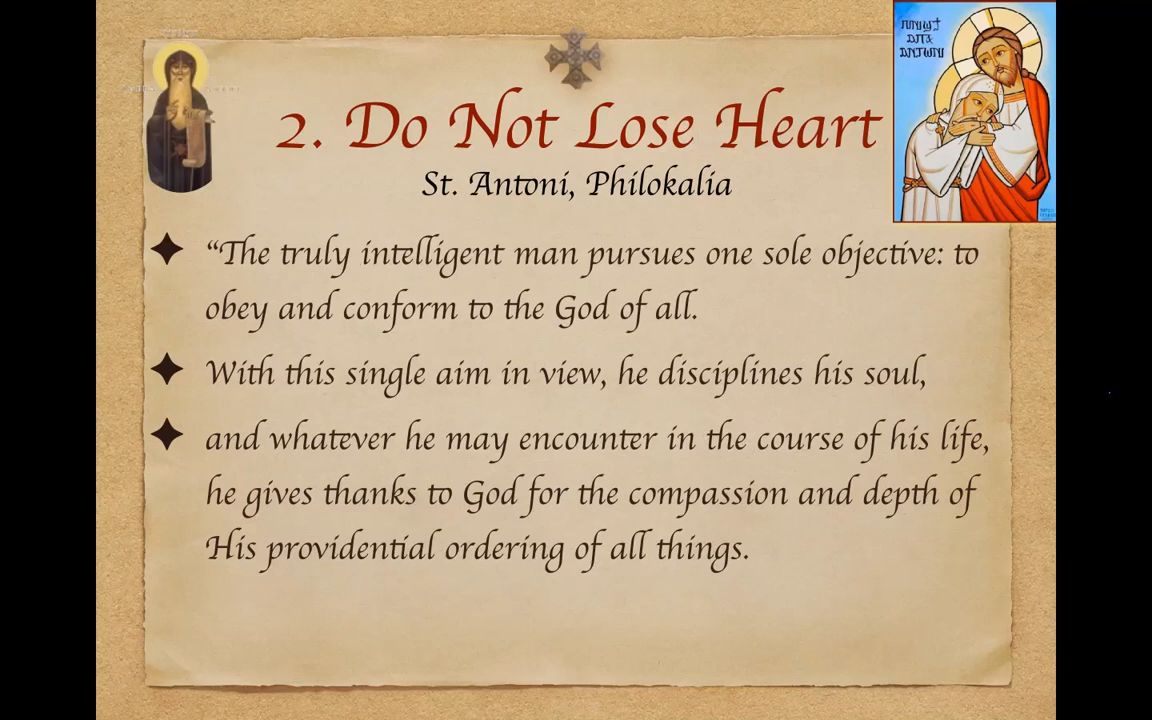 2. Do Not Lose Heart
St. Antoni, Philokalia
“The truly intelligent man pursues one sole objective: to
obey and conform to the God of all.
With this single aim in view, he disciplines his soul,
and whatever he may encounter in the course of his life,
he gives thanks to God for the compassion and depth of
His providential ordering of all things.